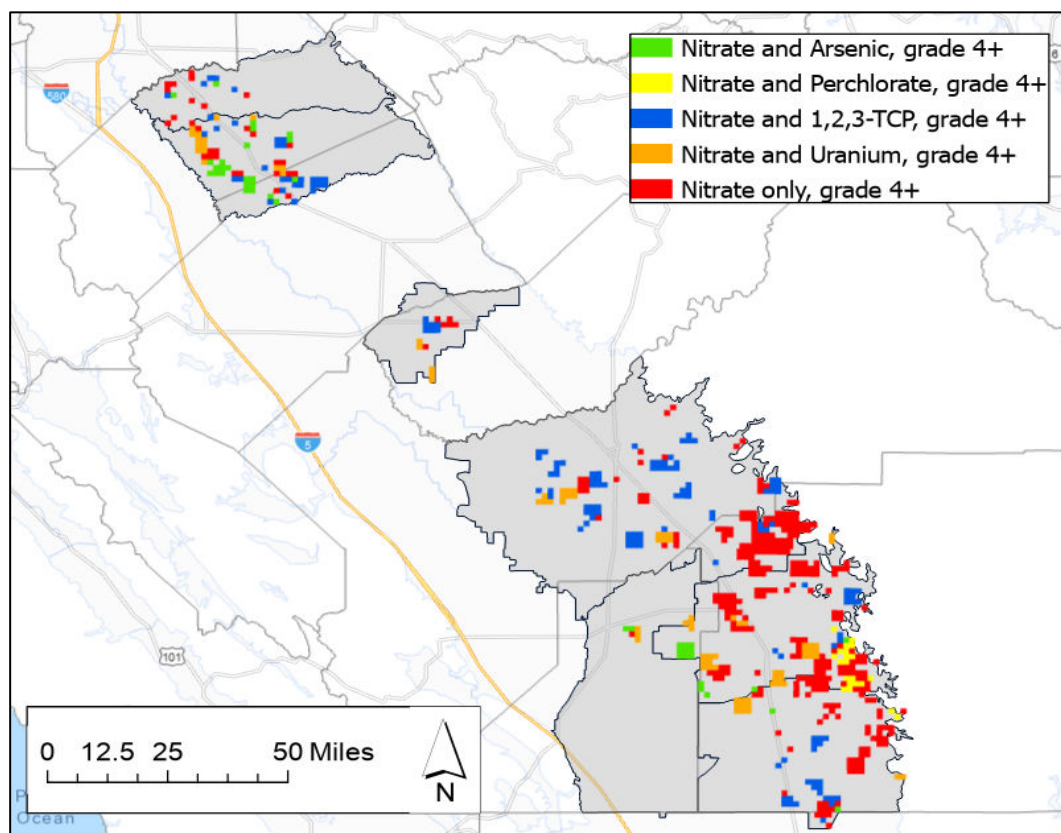 Nitrate and Arsenic, grade 4+
Nitrate and Perchlorate, grade 4+
Nitrate and 1,2,3-TCP, grade 4+
Nitrate and Uranium, grade 4+
Nitrate only, grade 4+
6
580
5
101
0 12.5 25 50 Miles
N
P
Ocean